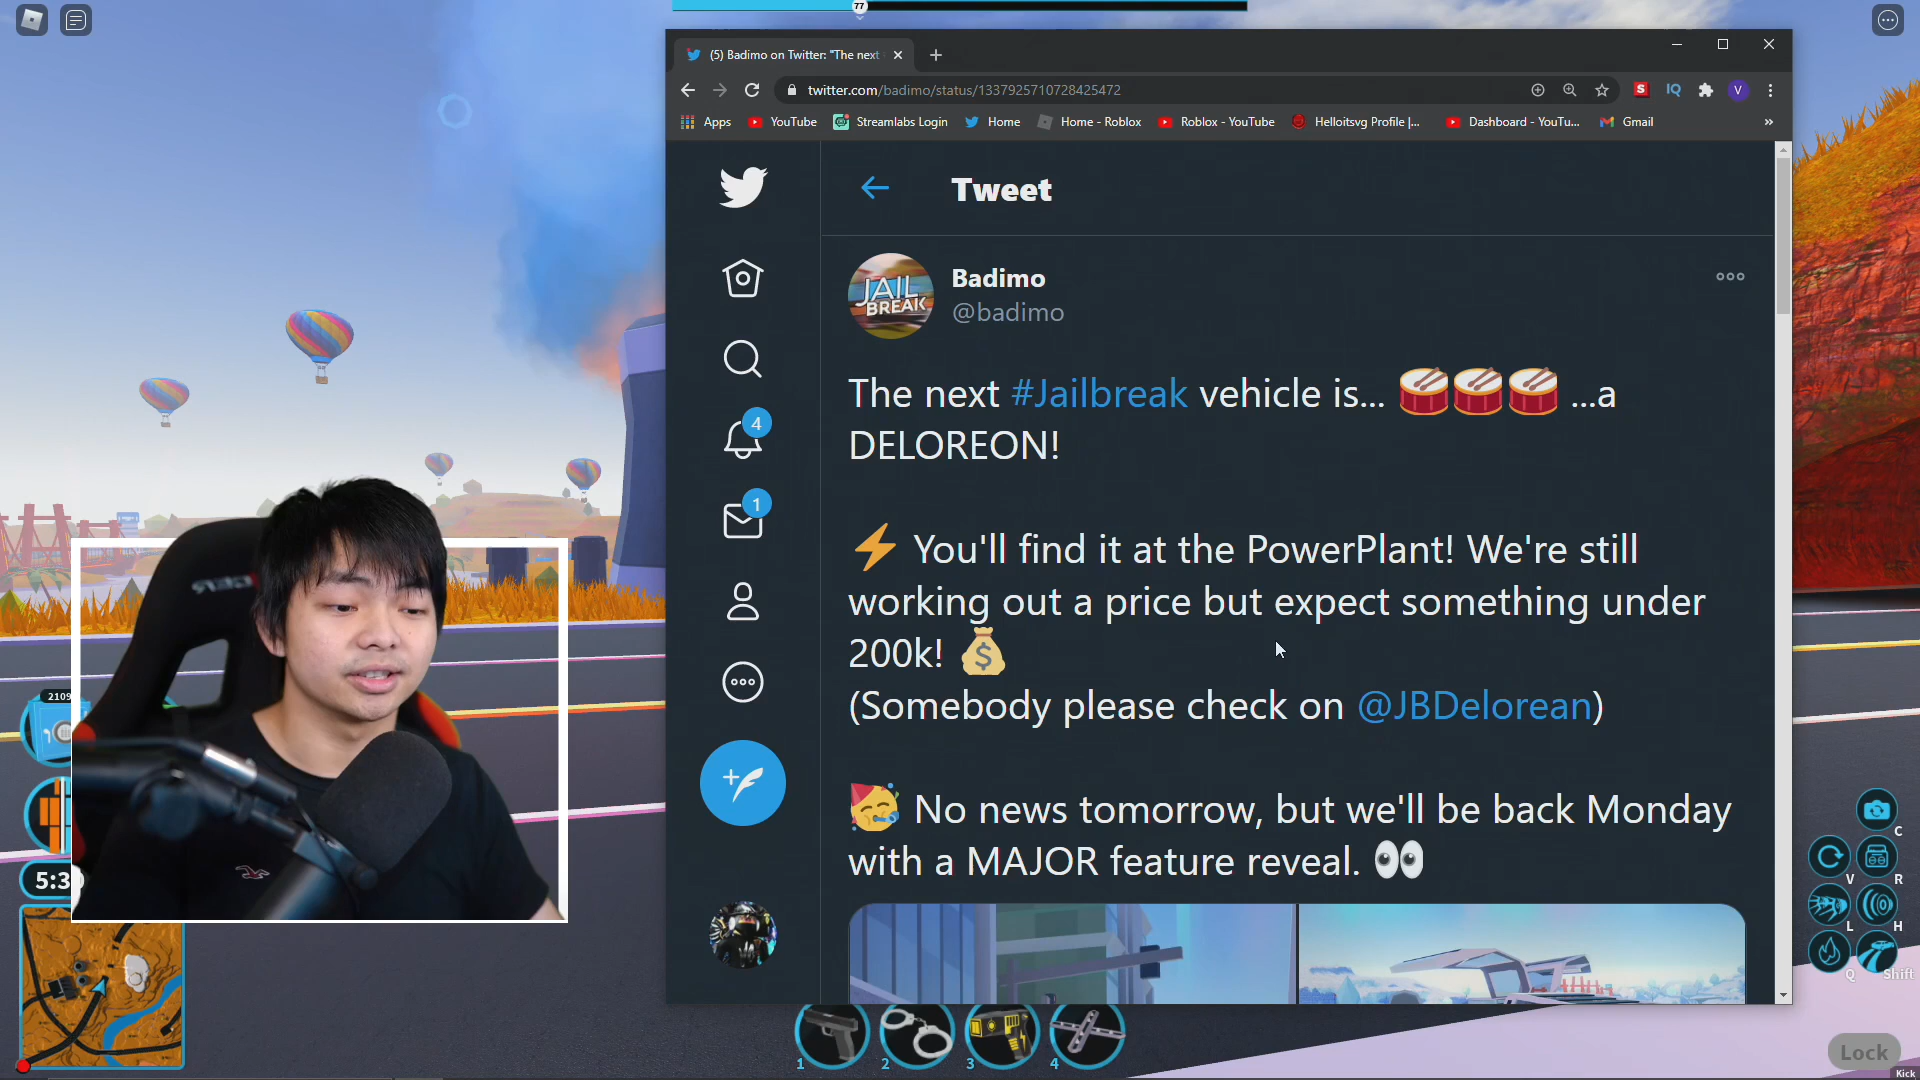 77
(5) Badimo on Twitter: "The next
twitter.com/badimo/status/1337925710728425472
S
IQ
V
Apps
YouTube
Streamlabs Login
Home
Home - Roblox
Roblox - YouTube
Helloitsvg Profile |...
Dashboard - YouTu...
Gmail
»
Tweet
JAIL
BREAK
Badimo
@badimo
The next #Jailbreak vehicle is... 🥁🥁🥁 ...a
DELOREON!
⚡ You'll find it at the PowerPlant! We're still
working out a price but expect something under
200k! 💰
(Somebody please check on @JBDelorean)
🥳 No news tomorrow, but we'll be back Monday
with a MAJOR feature reveal. 👀
4
1
2109
5:3
C
V
R
L
H
Q
Shift
1
2
3
4
Lock
Kick